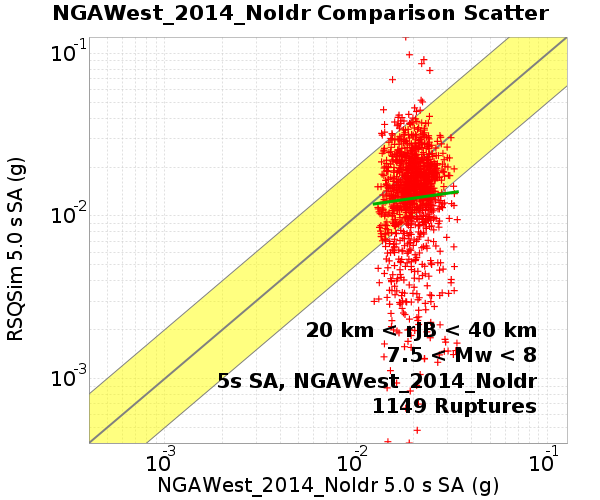 NGAWest_2014_NoIdr Comparison Scatter
RSQSim 5.0 s SA (g)
10-1
10-2
10-3
20 km < rJB < 40 km
7.5 < Mw < 8
5s SA, NGAWest_2014_NoIdr
1149 Ruptures
10-3 10-2 10-1
NGAWest_2014_NoIdr 5.0 s SA (g)